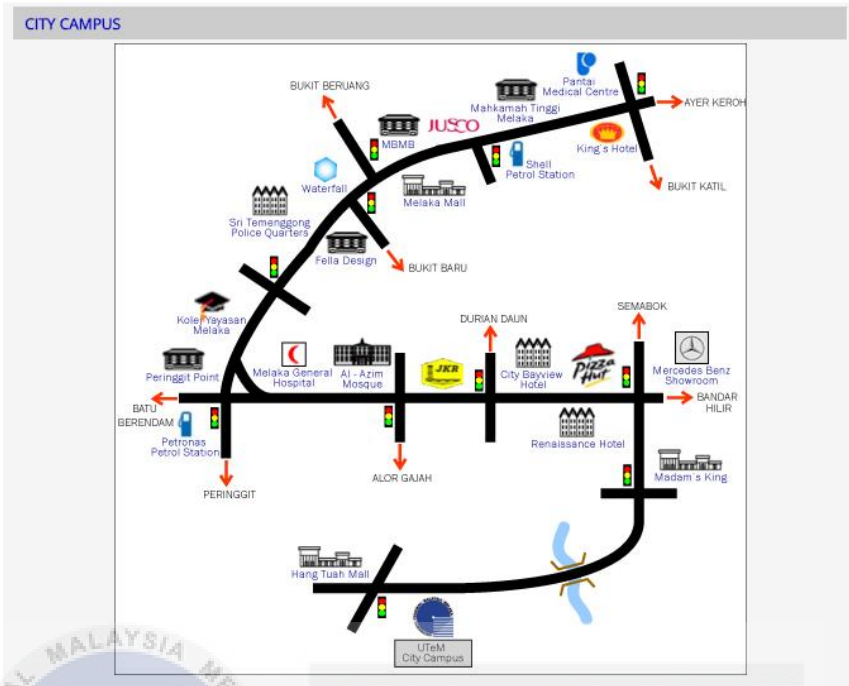 CITY CAMPUS
Pantai
Medical Centre
BUKIT BERUANG
Mahkamah Tinggi
Melaka
AYER KEROH
JUSCO
MBMB
King's Hotel
Shell
Petrol Station
Waterfall
BUKIT KATIL
Melaka Mall
Sri Temenggong
Police Quarters
Fella Design
BUKIT BARU
SEMABOK
Kolej Yayasan
Melaka
DURIAN DAUN
JKR
Pizza
Hut
Peringgit Point
Melaka General
Hospital
Al - Azim
Mosque
City Bayview
Hotel
Mercedes Benz
Showroom
BATU
BERENDAM
BANDAR
HILIR
Petronas
Petrol Station
Renaissance Hotel
ALOR GAJAH
Madam s King
PERINGGIT
Hang Tuah Mall
UTeM
City Campus
MALAYSIA